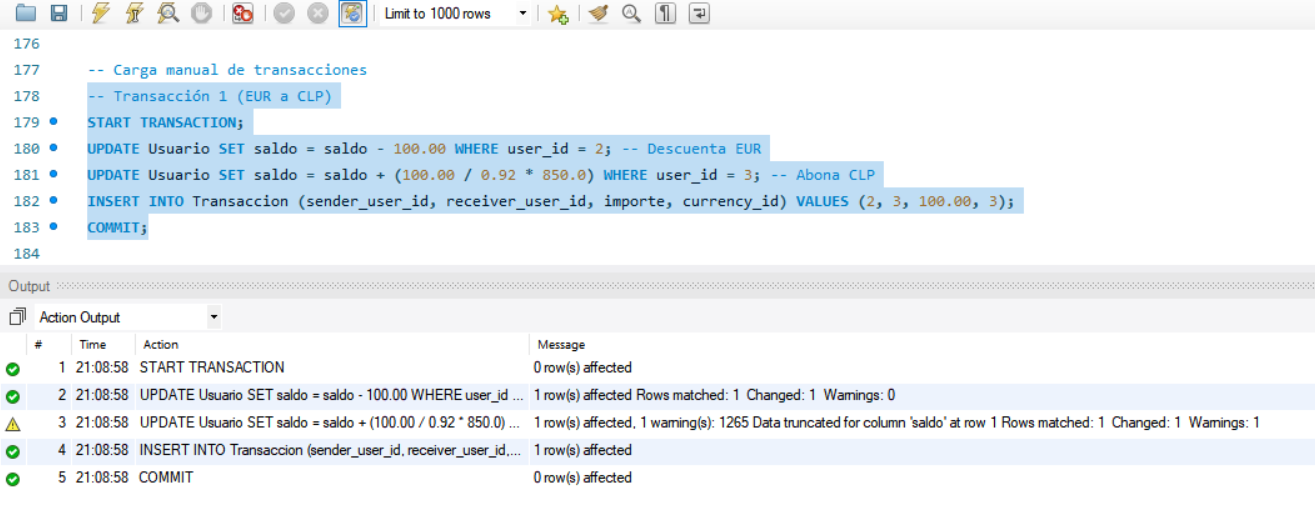 Limit to 1000 rows
176
177 -- Carga manual de transacciones
178 -- Transacción 1 (EUR a CLP)
179 START TRANSACTION;
180 UPDATE Usuario SET saldo = saldo - 100.00 WHERE user_id = 2; -- Descuenta EUR
181 UPDATE Usuario SET saldo = saldo + (100.00 / 0.92 * 850.0) WHERE user_id = 3; -- Abona CLP
182 INSERT INTO Transaccion (sender_user_id, receiver_user_id, importe, currency_id) VALUES (2, 3, 100.00, 3);
183 COMMIT;
184
Output
Action Output
# Time Action Message
1 21:08:58 START TRANSACTION 0 row(s) affected
2 21:08:58 UPDATE Usuario SET saldo = saldo - 100.00 WHERE user_id ... 1 row(s) affected Rows matched: 1 Changed: 1 Warnings: 0
3 21:08:58 UPDATE Usuario SET saldo = saldo + (100.00 / 0.92 * 850.0) ... 1 row(s) affected, 1 warning(s): 1265 Data truncated for column 'saldo' at row 1 Rows matched: 1 Changed: 1 Warnings: 1
4 21:08:58 INSERT INTO Transaccion (sender_user_id, receiver_user_id,... 1 row(s) affected
5 21:08:58 COMMIT 0 row(s) affected